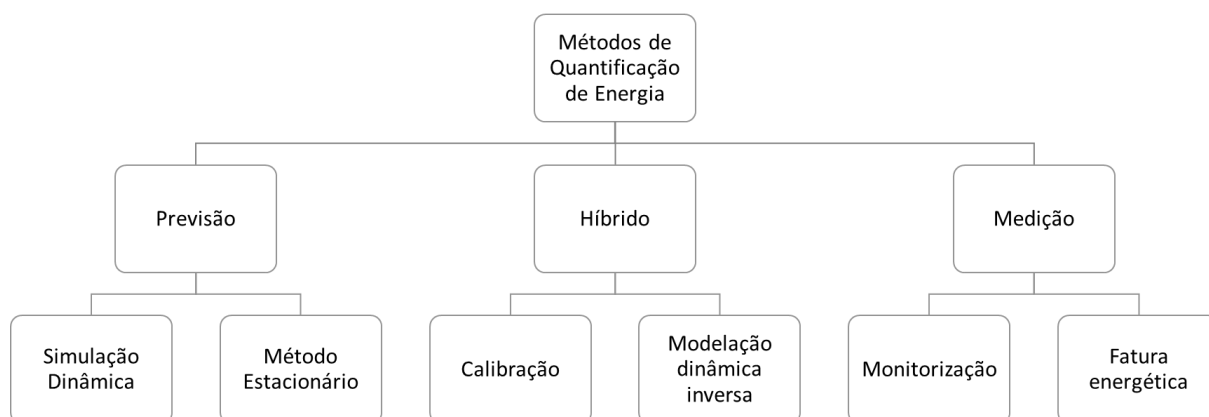 Métodos de
Quantificação
de Energia
Previsão
Híbrido
Medição
Simulação
Dinâmica
Método
Estacionário
Calibração
Modelação
dinâmica
inversa
Monitorização
Fatura
energética